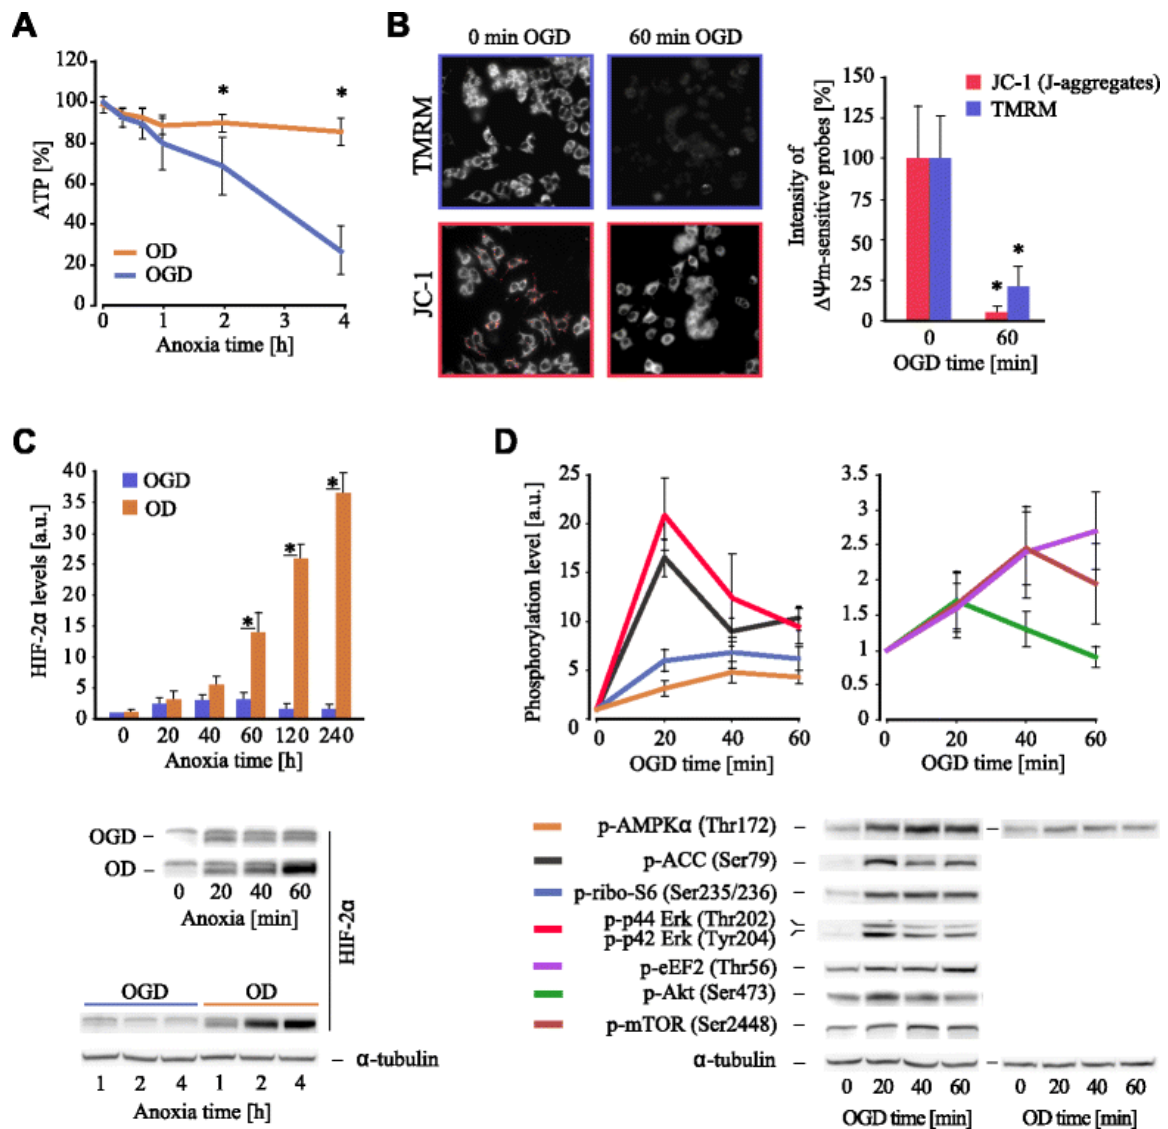 A
120
100
80
60
40
20
0
ATP [%]
OD
OGD
*
*
0 1 2 3 4
Anoxia time [h]
B
0 min OGD 60 min OGD
TMRM
JC-1
150
125
100
75
50
25
0
Intensity of
ΔΨm-sensitive probes [%]
JC-1 (J-aggregates)
TMRM
*
*
0 60
OGD time [min]
C
40
35
30
25
20
15
10
5
0
HIF-2α levels [a.u.]
OGD
OD
*
*
*
0 20 40 60 120 240
Anoxia time [h]
OGD –
OD –
0 20 40 60
Anoxia [min]
HIF-2α
OGD OD
– α-tubulin
1 2 4 1 2 4
Anoxia time [h]
D
25
20
15
10
5
0
Phosphorylation level [a.u.]
0 20 40 60
OGD time [min]
3.5
3
2.5
2
1.5
1
0.5
0
0 20 40 60
OGD time [min]
p-AMPKα (Thr172) – –
p-ACC (Ser79) –
p-ribo-S6 (Ser235/236) –
p-p44 Erk (Thr202)
p-p42 Erk (Tyr204)
p-eEF2 (Thr56) –
p-Akt (Ser473) –
p-mTOR (Ser2448) –
α-tubulin – –
0 20 40 60 0 20 40 60
OGD time [min] OD time [min]